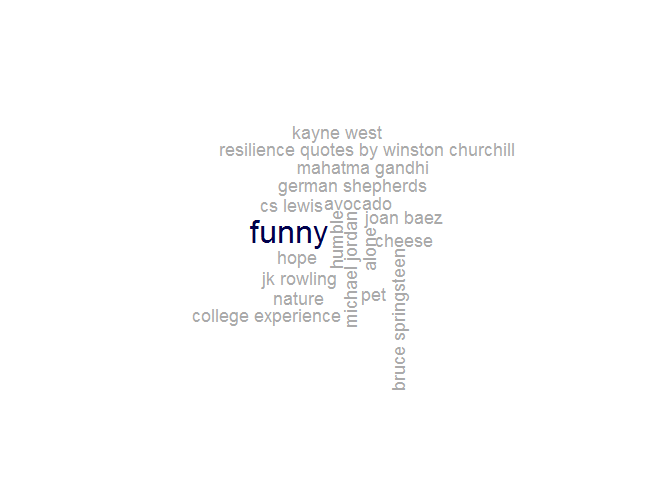 kayne west
resilience quotes by winston churchill
mahatma gandhi
german shepherds
cs lewis
avocado
joan baez
funny
humble
michael jordan
alone
cheese
hope
jk rowling
nature
pet
bruce springsteen
college experience